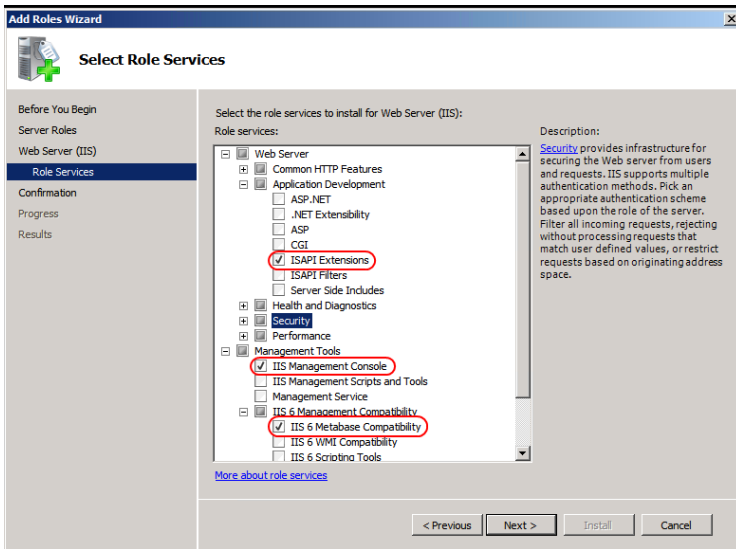 Add Roles Wizard
Select Role Services
Before You Begin
Server Roles
Web Server (IIS)
Role Services
Confirmation
Progress
Results
Select the role services to install for Web Server (IIS):
Role services:
Web Server
Common HTTP Features
Application Development
ASP.NET
.NET Extensibility
ASP
CGI
ISAPI Extensions
ISAPI Filters
Server Side Includes
Health and Diagnostics
Security
Performance
Management Tools
IIS Management Console
IIS Management Scripts and Tools
Management Service
IIS 6 Management Compatibility
IIS 6 Metabase Compatibility
IIS 6 WMI Compatibility
IIS 6 Scripting Tools
More about role services
Description:
Security provides infrastructure for
securing the Web server from users
and requests. IIS supports multiple
authentication methods. Pick an
appropriate authentication scheme
based upon the role of the server.
Filter all incoming requests, rejecting
without processing requests that
match user defined values, or restrict
requests based on originating address
space.
< Previous
Next >
Install
Cancel